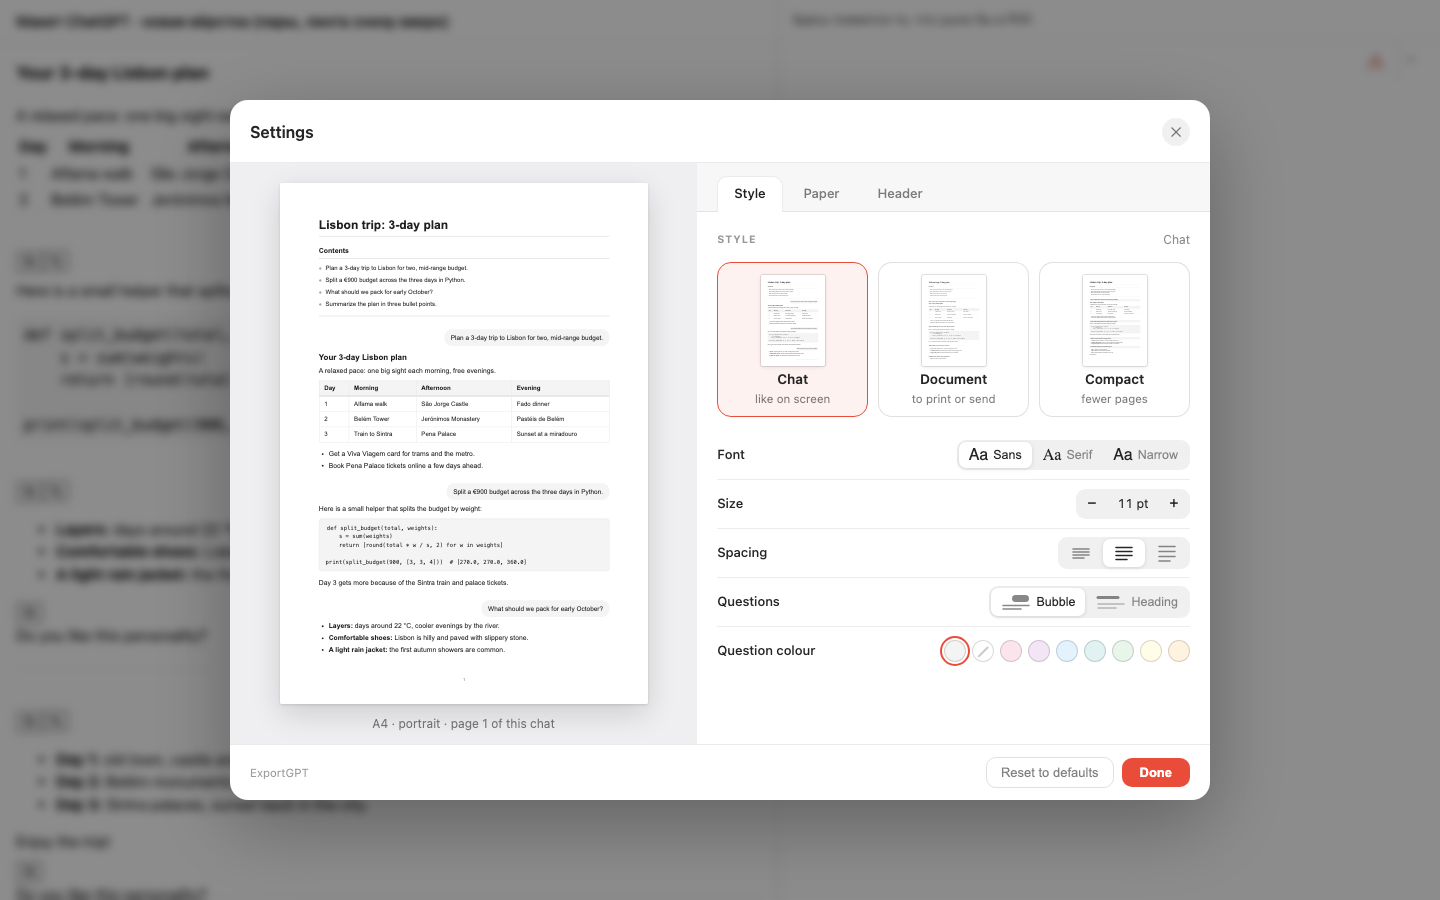 Your 3-day Lisbon plan
Settings
Lisbon trip: 3-day plan
Contents
Plan a 3-day trip to Lisbon for two, mid-range budget.
Split a €900 budget across the three days in Python.
What should we pack for early October?
Summarize the plan in three bullet points.
Plan a 3-day trip to Lisbon for two, mid-range budget.
Your 3-day Lisbon plan
A relaxed pace: one big sight each morning, free evenings.
Day Morning Afternoon Evening
1 Alfama walk São Jorge Castle Fado dinner
2 Belém Tower Jerónimos Monastery Pastéis de Belém
3 Train to Sintra Pena Palace Sunset at a miradouro
• Get a Viva Viagem card for trams and the metro.
• Book Pena Palace tickets online a few days ahead.
Split a €900 budget across the three days in Python.
Here is a small helper that splits the budget by weight:
def split_budget(total, weights):
s = sum(weights)
return [round(total * w / s, 2) for w in weights]
print(split_budget(900, [3, 3, 4])) # [270.0, 270.0, 360.0]
Day 3 gets more because of the Sintra train and palace tickets.
What should we pack for early October?
• Layers: days around 22 °C, cooler evenings by the river.
• Comfortable shoes: Lisbon is hilly and paved with slippery stone.
• A light rain jacket: the first autumn showers are common.
1
A4 · portrait · page 1 of this chat
Style Paper Header
STYLE Chat
Chat
like on screen
Document
to print or send
Compact
fewer pages
Font Aa Sans Aa Serif Aa Narrow
Size − 11 pt +
Spacing
Questions Bubble Heading
Question colour
ExportGPT Reset to defaults Done